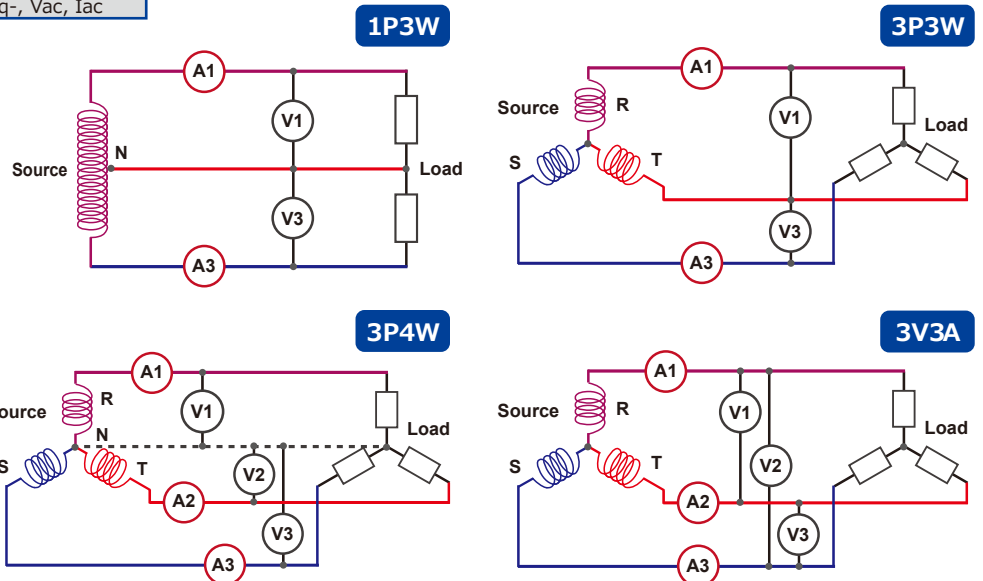 q-, Vac, Iac
1P3W
A1
V1
Source
N
Load
V3
A3
3P3W
A1
Source
R
V1
Load
S
T
V3
A3
3P4W
A1
R
V1
ource
N
Load
S
T
V2
A2
V3
A3
3V3A
A1
Source
R
V1
Load
S
T
V2
A2
V3
A3